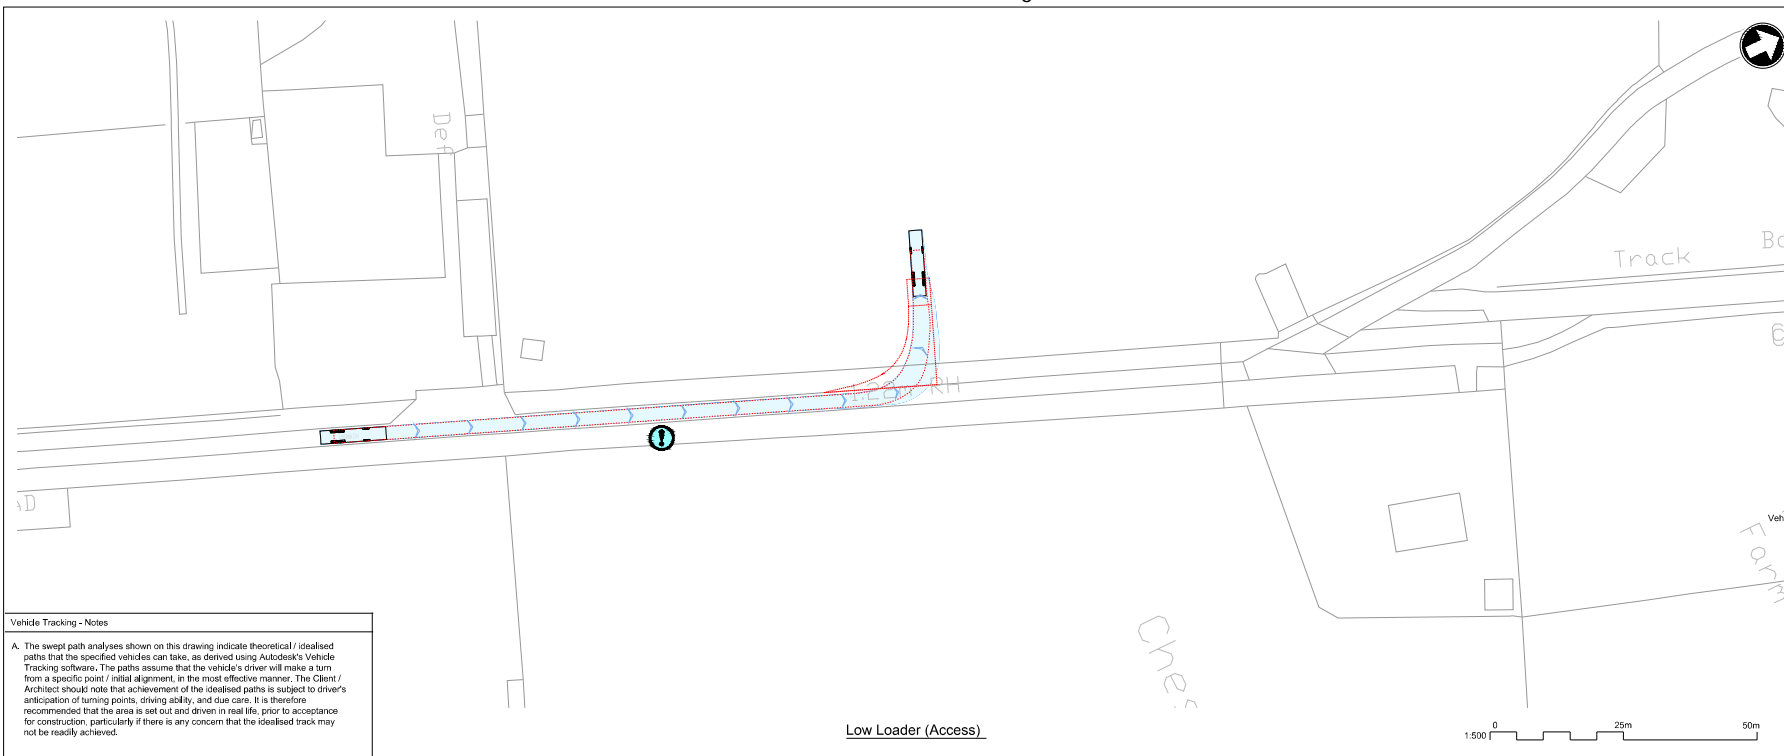 Def
Track
RH
Vehicle Tracking - Notes
A. The swept path analyses shown on this drawing indicate theoretical / idealised
paths that the specified vehicles can take, as derived using Autodesk's Vehicle
Tracking software. The paths assume that the vehicle's driver will make a turn
from a specific point / initial alignment, in the most effective manner. The Client /
Architect should note that achievement of the idealised paths is subject to driver's
anticipation of turning points, driving ability, and due care. It is therefore
recommended that the area is set out and driven in real life, prior to acceptance
for construction, particularly if there is any concern that the idealised track may
not be readily achieved.
Low Loader (Access)
0 25m 50m
1:500
Farm
Ches
Veh